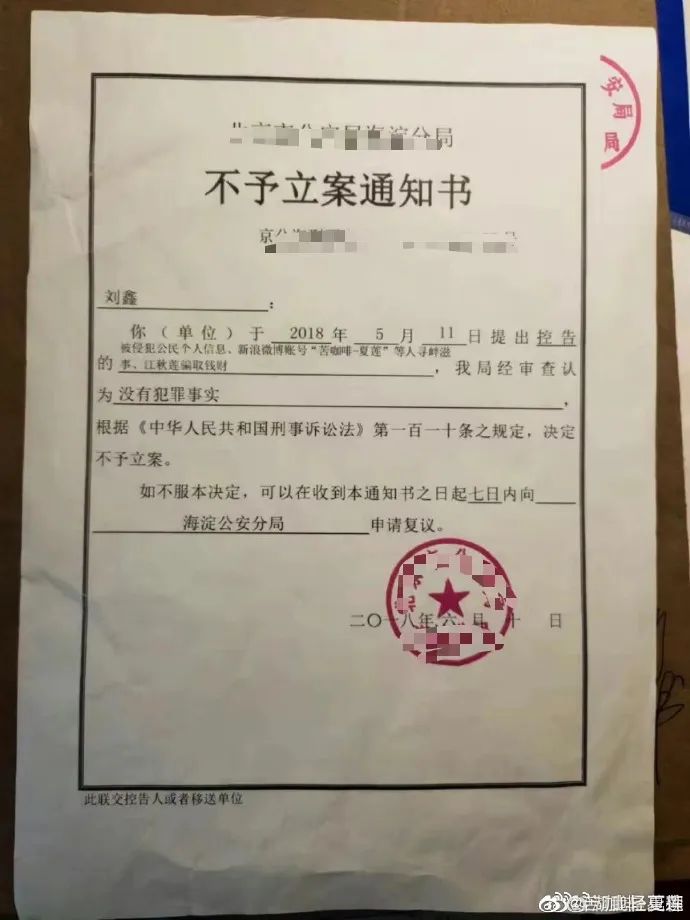 安局
海淀分局
不予立案通知书
京公
号
刘鑫 ：
你（单位）于 2018 年 5 月 11 日提出控告
的 被侵犯公民个人信息、新浪微博账号“苦咖啡-夏莲”等人寻衅滋
事、江秋莲骗取钱财 ，我局经审查认
为 没有犯罪事实 ，
根据《中华人民共和国刑事诉讼法》第一百一十条之规定，决定
不予立案。
如不服本决定，可以在收到本通知书之日起七日内向
海淀公安分局 申请复议。
二〇一八年 六 月 十 日
此联交控告人或者移送单位